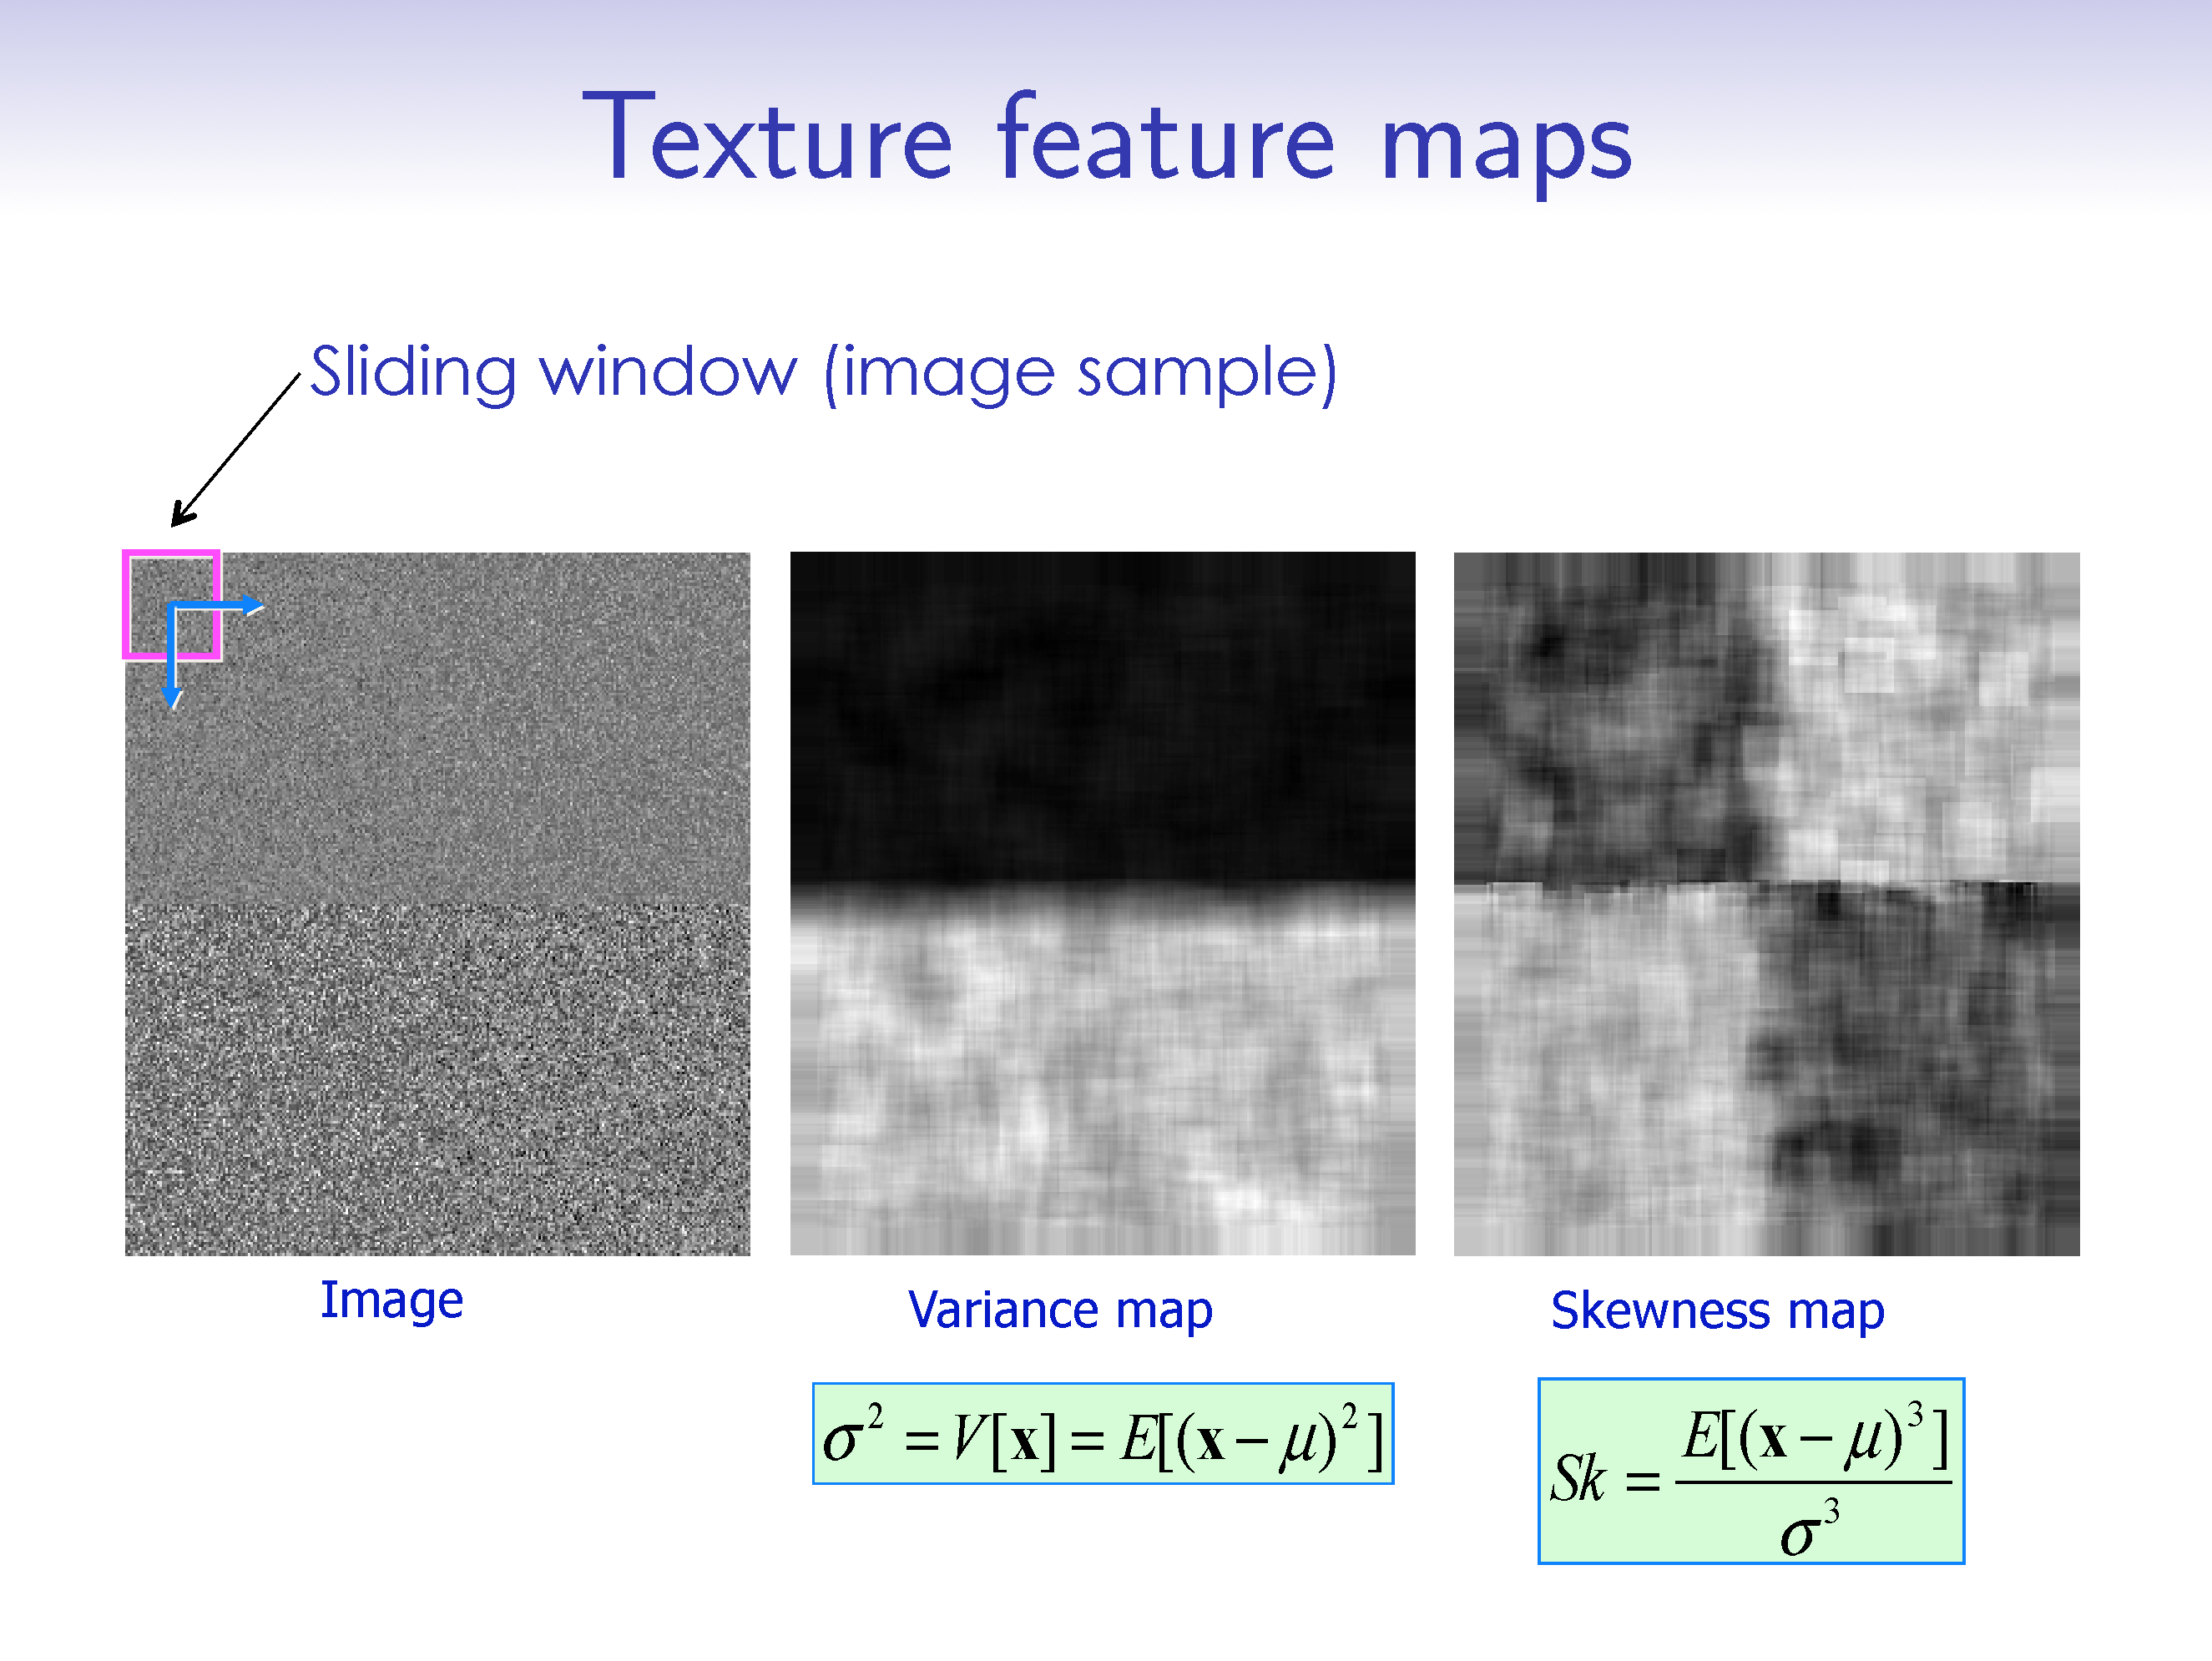 Texture feature maps
Sliding window (image sample)
Image
Variance map
Skewness map
σ² = V[x] = E[(x − μ)²]
Sk = E[(x − μ)³] / σ³